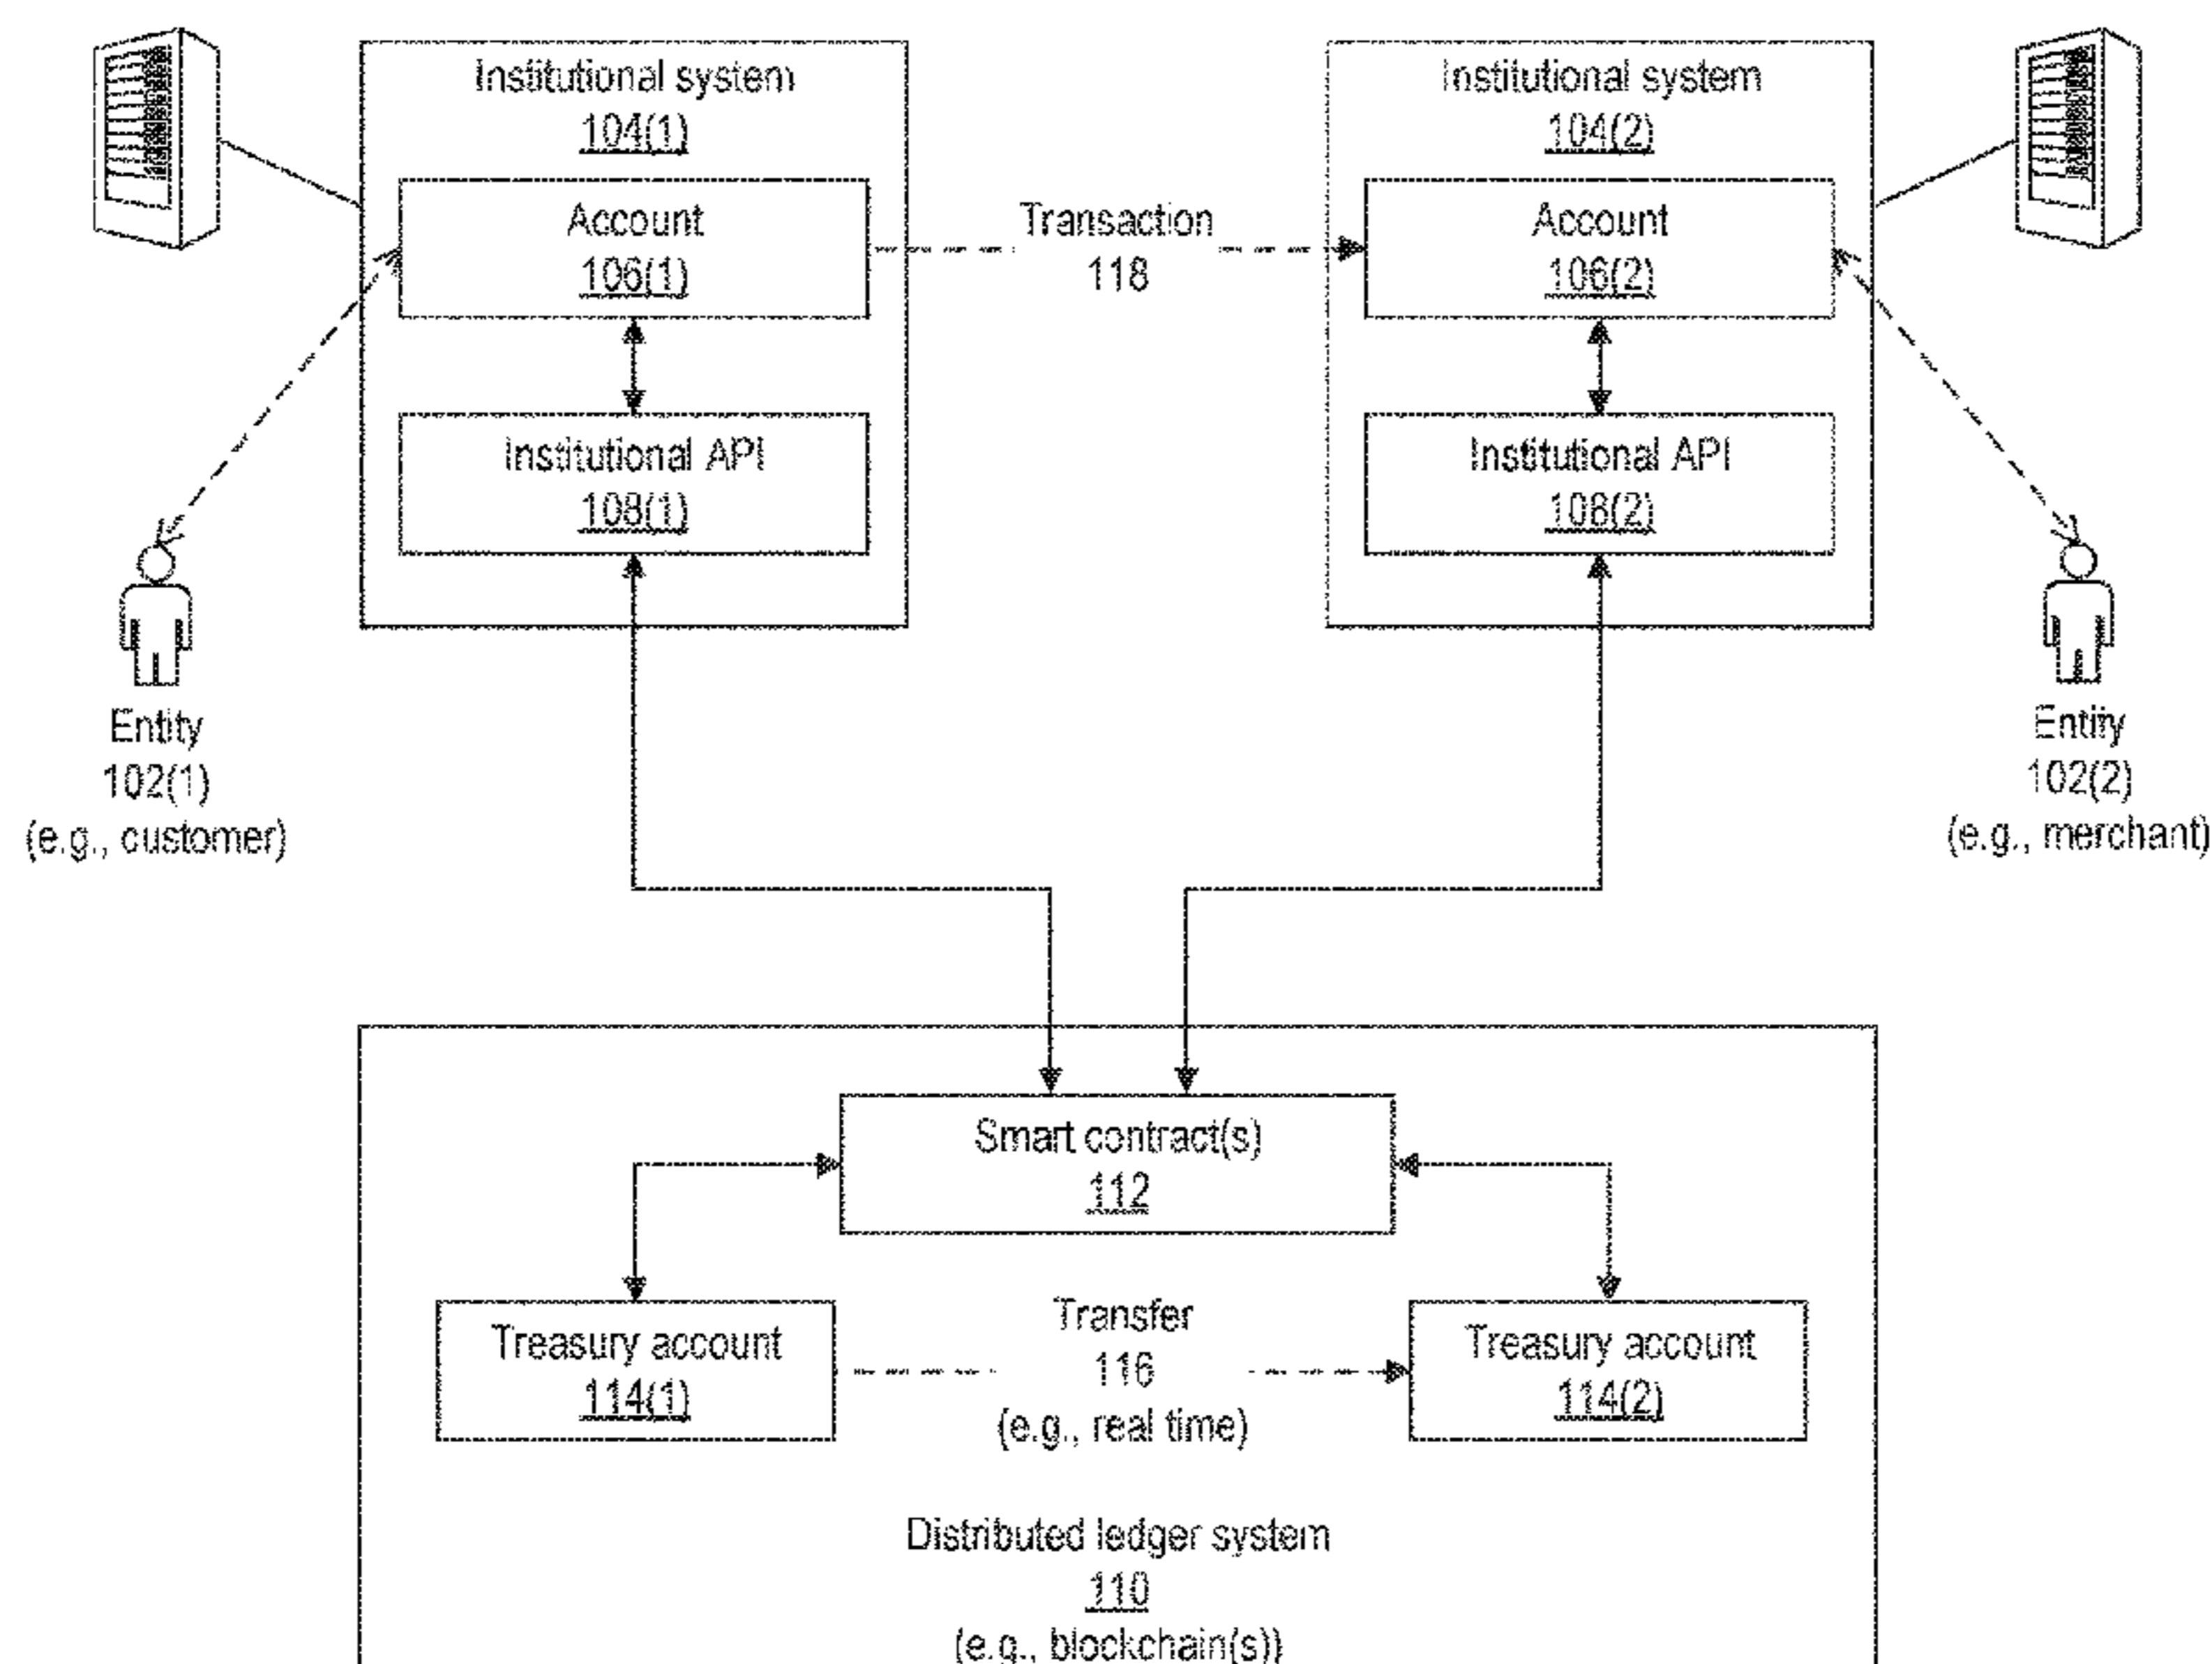 Institutional system
104(1)
Account
106(1)
Institutional API
108(1)
Transaction
118
Institutional system
104(2)
Account
106(2)
Institutional API
108(2)
Entity
102(1)
(e.g., customer)
Entity
102(2)
(e.g., merchant)
Smart contract(s)
112
Treasury account
114(1)
Transfer
116
(e.g., real time)
Treasury account
114(2)
Distributed ledger system
110
(e.g., blockchain(s))